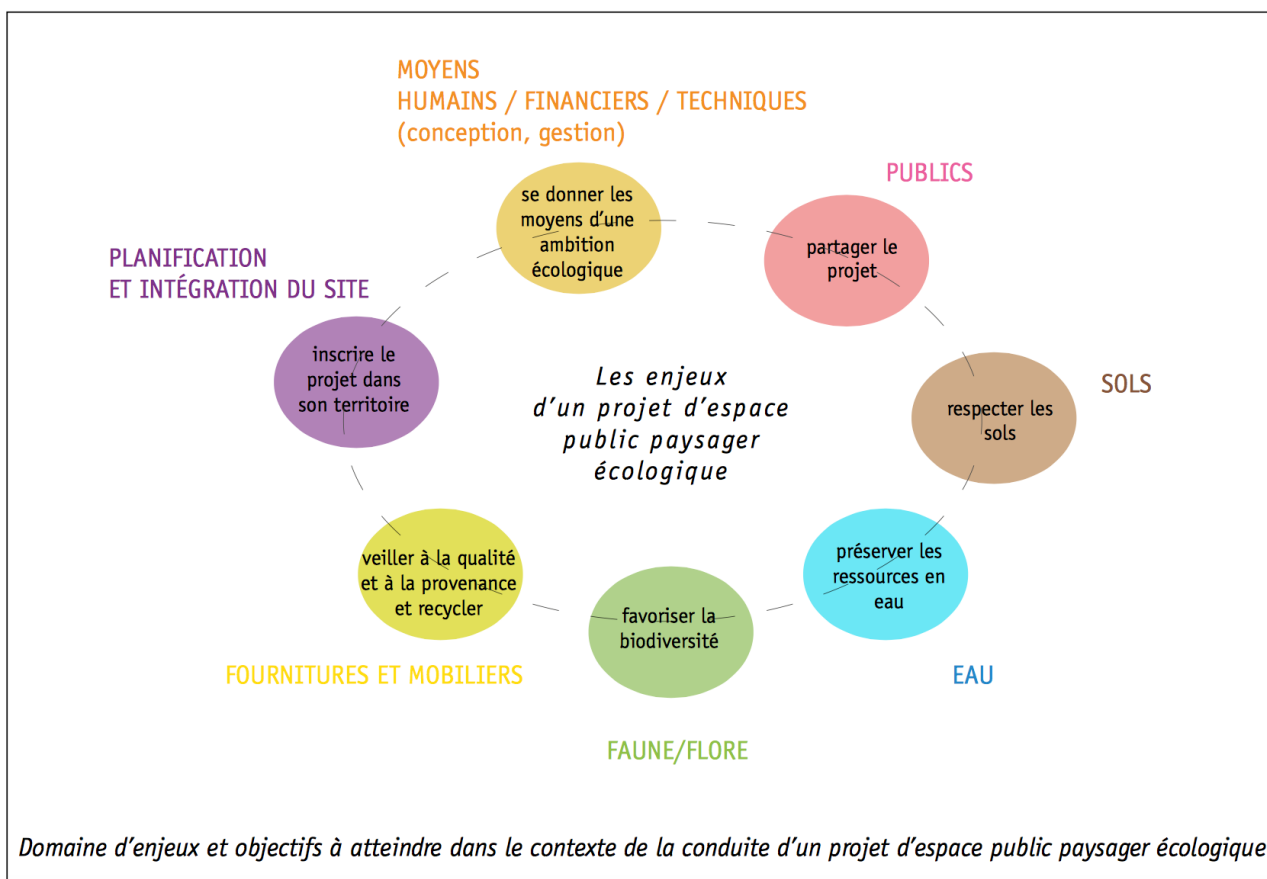 MOYENS
HUMAINS / FINANCIERS / TECHNIQUES
(conception, gestion)
se donner les
moyens d'une
ambition
écologique
PUBLICS
partager le
projet
PLANIFICATION
ET INTÉGRATION DU SITE
inscrire le
projet dans
son territoire
Les enjeux
d'un projet d'espace
public paysager
écologique
SOLS
respecter les
sols
veiller à la qualité
et à la provenance
et recycler
FOURNITURES ET MOBILIERS
favoriser la
biodiversité
FAUNE/FLORE
préserver les
ressources en
eau
EAU
Domaine d'enjeux et objectifs à atteindre dans le contexte de la conduite d'un projet d'espace public paysager écologique